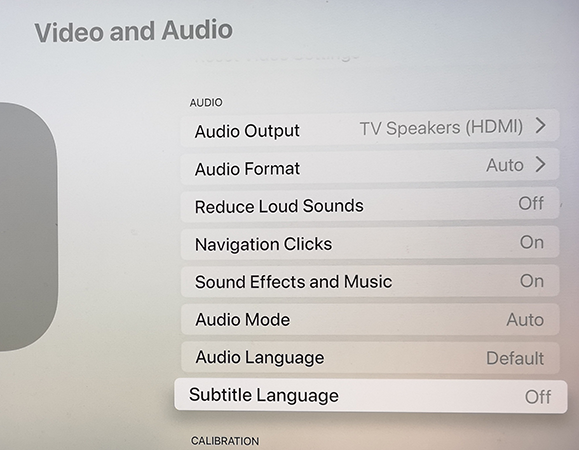 Video and Audio
AUDIO
Audio Output TV Speakers (HDMI) >
Audio Format Auto >
Reduce Loud Sounds Off
Navigation Clicks On
Sound Effects and Music On
Audio Mode Auto
Audio Language Default
Subtitle Language Off
CALIBRATION